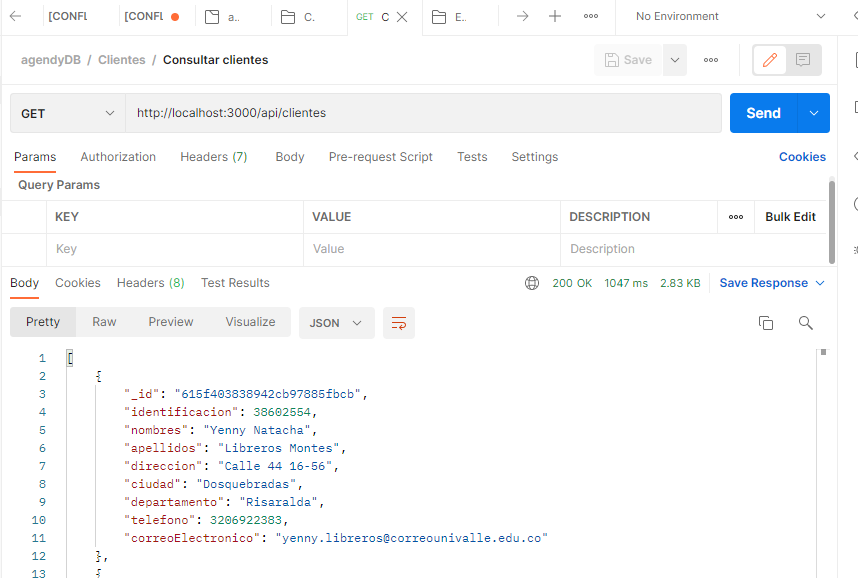 [CONFL [CONFL a.. C. GET C E.. No Environment
agendyDB / Clientes / Consultar clientes Save
GET http://localhost:3000/api/clientes Send
Params Authorization Headers (7) Body Pre-request Script Tests Settings Cookies
Query Params
KEY VALUE DESCRIPTION Bulk Edit
Key Value Description
Body Cookies Headers (8) Test Results 200 OK 1047 ms 2.83 KB Save Response
Pretty Raw Preview Visualize JSON
1 [
2 {
3 "_id": "615f403838942cb97885fbcb",
4 "identificacion": 38602554,
5 "nombres": "Yenny Natacha",
6 "apellidos": "Libreros Montes",
7 "direccion": "Calle 44 16-56",
8 "ciudad": "Dosquebradas",
9 "departamento": "Risaralda",
10 "telefono": 3206922383,
11 "correoElectronico": "yenny.libreros@correounivalle.edu.co"
12 },
13 {